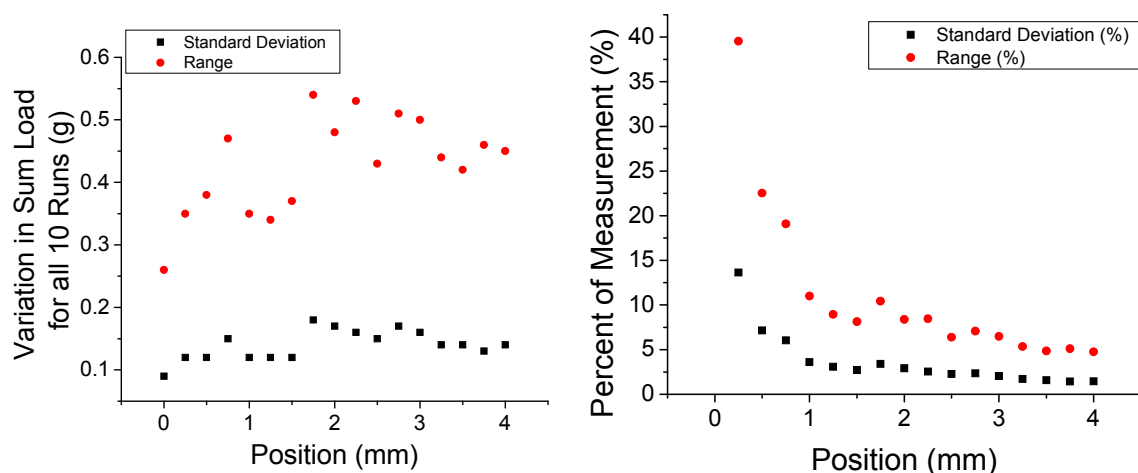 Standard Deviation
Range
Variation in Sum Load
for all 10 Runs (g)
0.6
0.5
0.4
0.3
0.2
0.1
0 1 2 3 4
Position (mm)
Standard Deviation (%)
Range (%)
Percent of Measurement (%)
40
35
30
25
20
15
10
5
0
0 1 2 3 4
Position (mm)